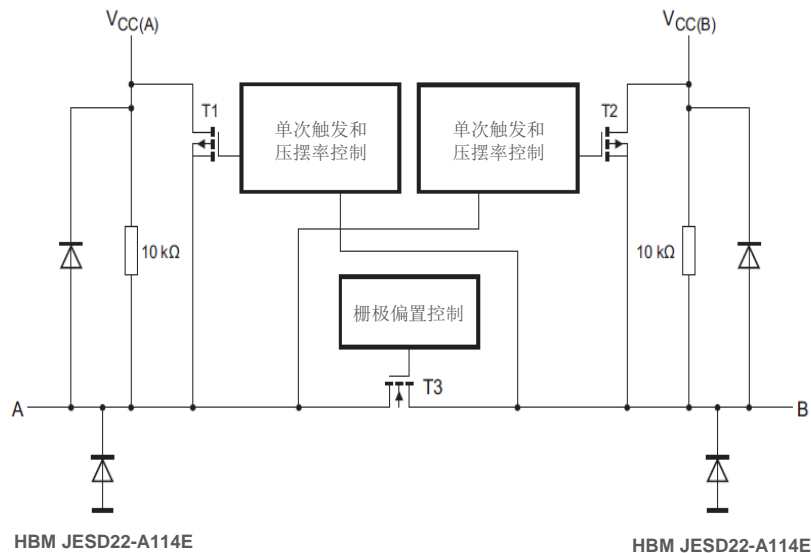 VCC(A)
VCC(B)
T1
单次触发和
压摆率控制
单次触发和
压摆率控制
T2
10 kΩ
10 kΩ
栅极偏置控制
T3
A
B
HBM JESD22-A114E
HBM JESD22-A114E